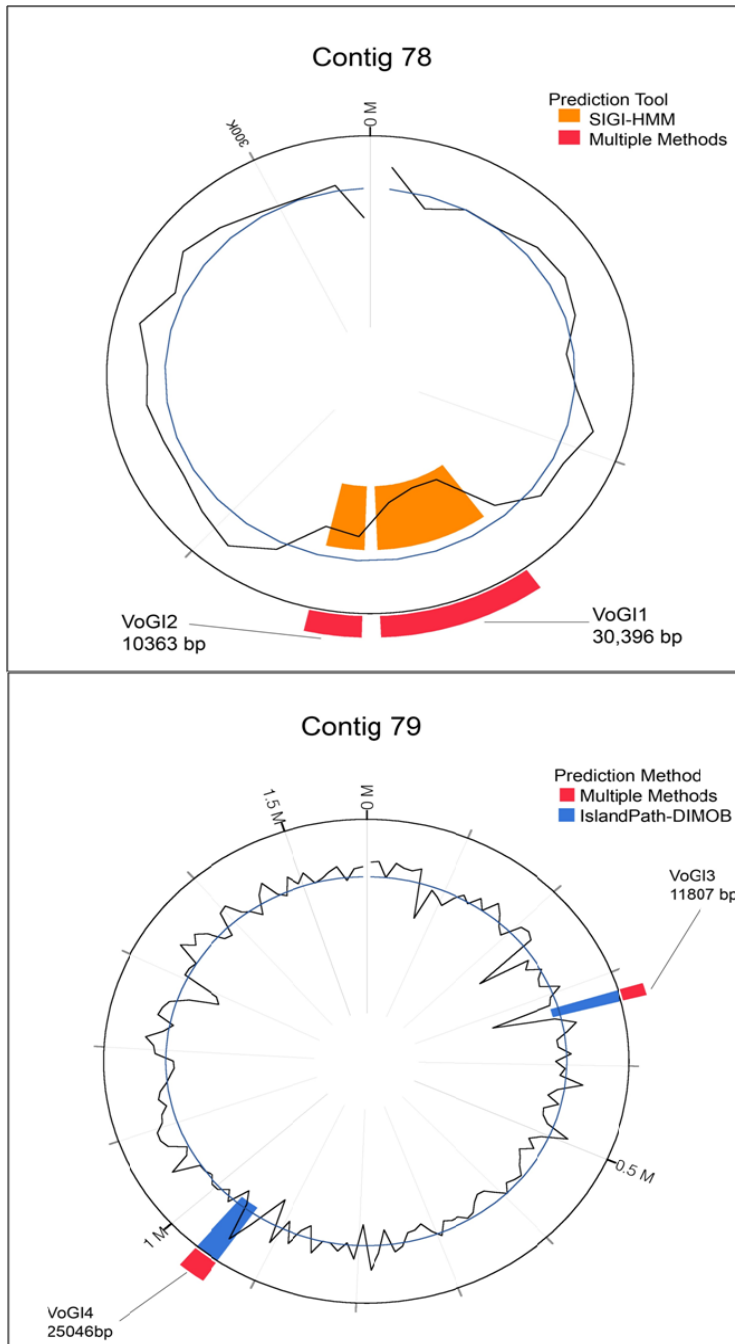 Contig 78
Prediction Tool
SIGI-HMM
Multiple Methods
0 M
300K
VoGI2
10363 bp
VoGI1
30,396 bp
Contig 79
Prediction Method
Multiple Methods
IslandPath-DIMOB
1.5 M
0 M
VoGI3
11807 bp
0.5 M
1 M
VoGI4
25046bp